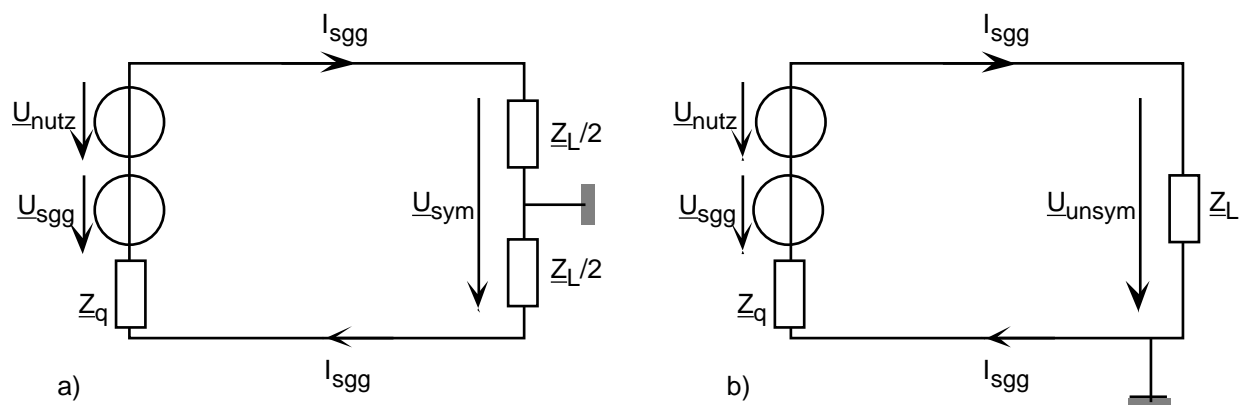 I_sgg
U_nutz
Z_L/2
U_sgg
U_sym
Z_L/2
Z_q
I_sgg
a)
I_sgg
U_nutz
U_sgg
U_unsym
Z_L
Z_q
I_sgg
b)